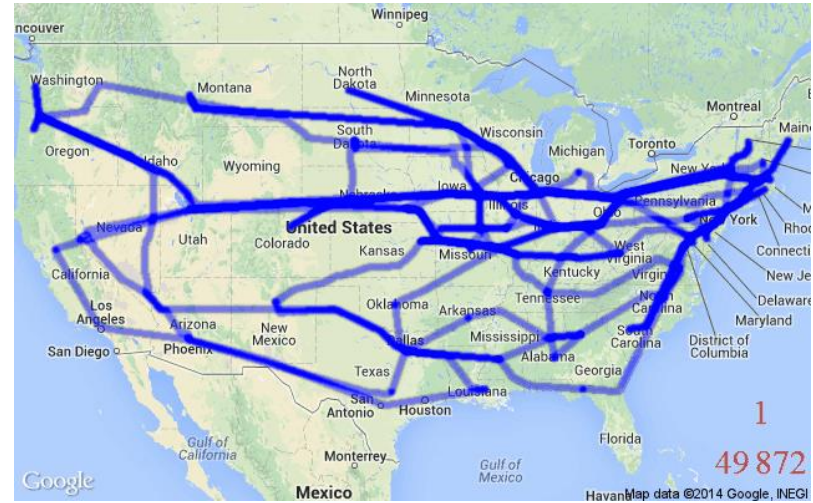 Winnipeg
ncouver
Washington
Montana
North
Dakota
Minnesota
Montreal
Maine
Oregon
Idaho
South
Dakota
Wisconsin
Michigan
Toronto
New York
Wyoming
Chicago
Nebraska
Iowa
Illinois
Ohio
Pennsylvania
New York
Rhod
Nevada
Utah
Colorado
United States
Kansas
Missouri
West
Virginia
Connecti
California
Kentucky
Virginia
New Je
Los
Angeles
Arizona
New
Mexico
Oklahoma
Arkansas
Tennessee
North
Carolina
Delaware
Maryland
San Diego
Phoenix
Dallas
Mississippi
South
Carolina
District of
Columbia
Texas
Alabama
Georgia
San
Antonio
Houston
Louisiana
Florida
1
49 872
Gulf of
California
Monterrey
Gulf of
Mexico
Google
Mexico
Havana
Map data ©2014 Google, INEGI